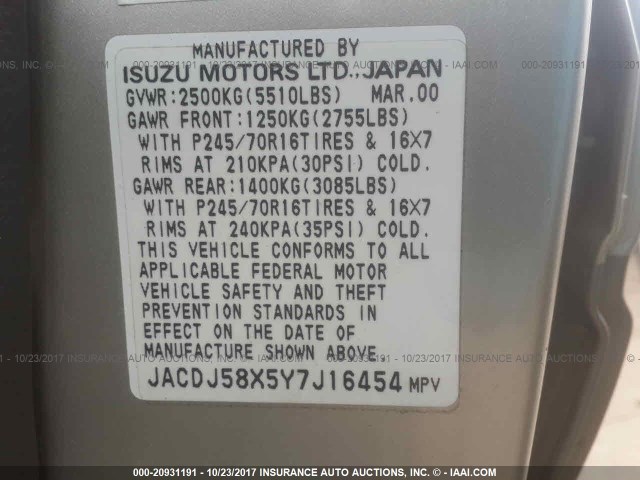 MANUFACTURED BY
ISUZU MOTORS LTD., JAPAN
GVWR:2500KG(5510LBS) MAR.00
GAWR FRONT:1250KG(2755LBS)
WITH P245/70R16TIRES & 16X7
RIMS AT 210KPA(30PSI) COLD.
GAWR REAR:1400KG(3085LBS)
WITH P245/70R16TIRES & 16X7
RIMS AT 240KPA(35PSI) COLD.
THIS VEHICLE CONFORMS TO ALL
APPLICABLE FEDERAL MOTOR
VEHICLE SAFETY AND THEFT
PREVENTION STANDARDS IN
EFFECT ON THE DATE OF
MANUFACTURE SHOWN ABOVE.
JACDJ58X5Y7J16454 MPV
000-20931191 - 10/23/2017 INSURANCE AUTO AUCTIONS, INC. - IAAI.COM